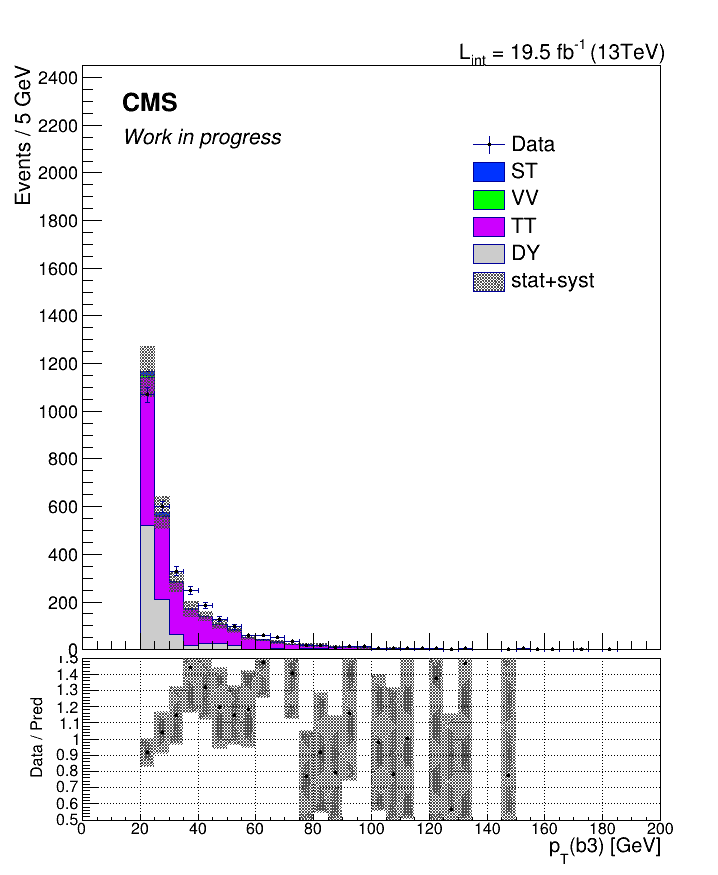 L_int = 19.5 fb^-1 (13TeV)
Events / 5 GeV
2400
2200
2000
1800
1600
1400
1200
1000
800
600
400
200
0
CMS
Work in progress
Data
ST
VV
TT
DY
stat+syst
Data / Pred
1.5
1.4
1.3
1.2
1.1
1
0.9
0.8
0.7
0.6
0.5
0 20 40 60 80 100 120 140 160 180 200
p_T(b3) [GeV]